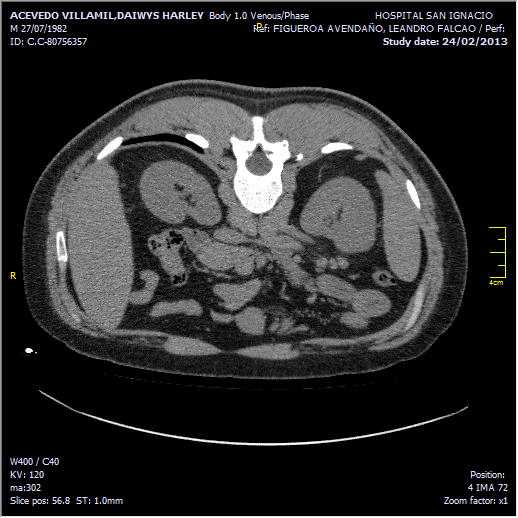 ACEVEDO VILLAMIL,DAIWYS HARLEY Body 1.0 Venous/Phase
HOSPITAL SAN IGNACIO
M 27/07/1982
Ref: FIGUEROA AVENDAÑO, LEANDRO FALCAO / Perf:
ID: C.C-80756357
Study date: 24/02/2013
R
4cm
W400 / C40
KV: 120
Position:
ma:302
4 IMA 72
Slice pos: 56.8 ST: 1.0mm
Zoom factor: x1